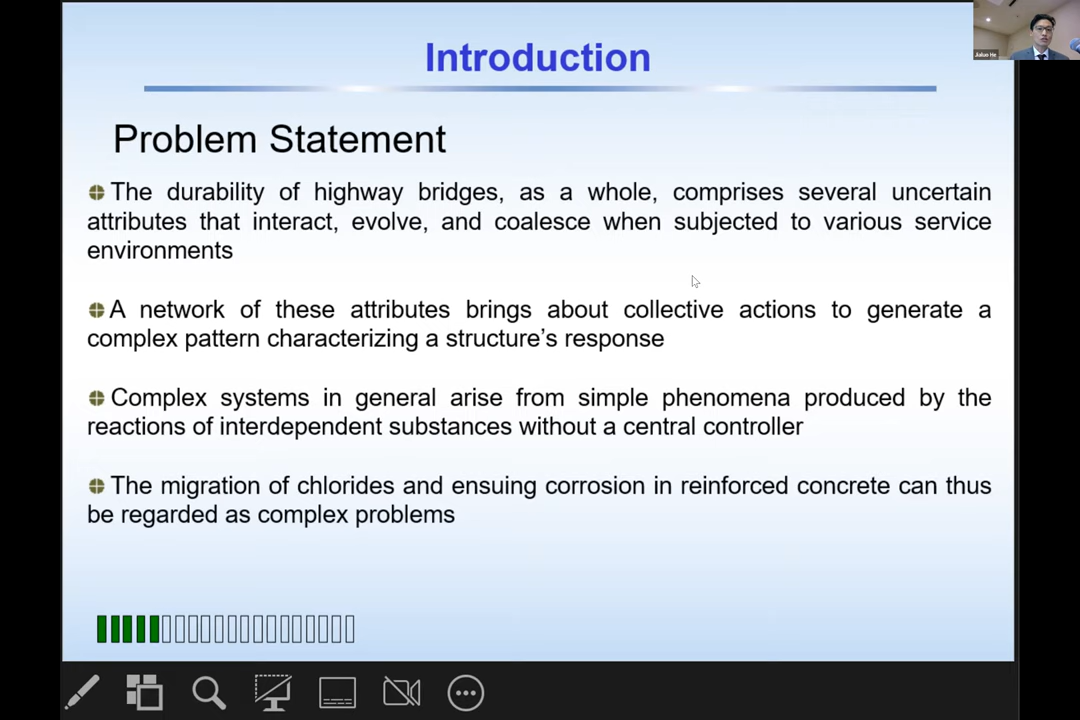 Introduction
Jialuo He
Problem Statement
The durability of highway bridges, as a whole, comprises several uncertain
attributes that interact, evolve, and coalesce when subjected to various service
environments
A network of these attributes brings about collective actions to generate a
complex pattern characterizing a structure's response
Complex systems in general arise from simple phenomena produced by the
reactions of interdependent substances without a central controller
The migration of chlorides and ensuing corrosion in reinforced concrete can thus
be regarded as complex problems